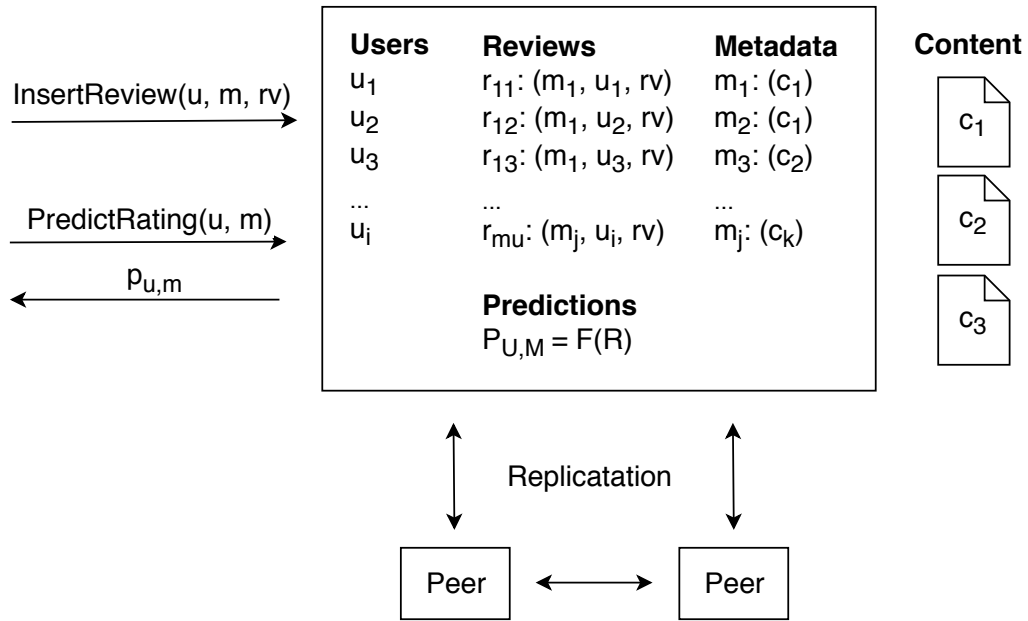 Users Reviews Metadata Content
u1 r11: (m1, u1, rv) m1: (c1)
InsertReview(u, m, rv)
u2 r12: (m1, u2, rv) m2: (c1)
c1
u3 r13: (m1, u3, rv) m3: (c2)
... ... ...
PredictRating(u, m)
ui rmu: (mj, ui, rv) mj: (ck)
c2
pu,m
Predictions
c3
PU,M = F(R)
Replicatation
Peer Peer